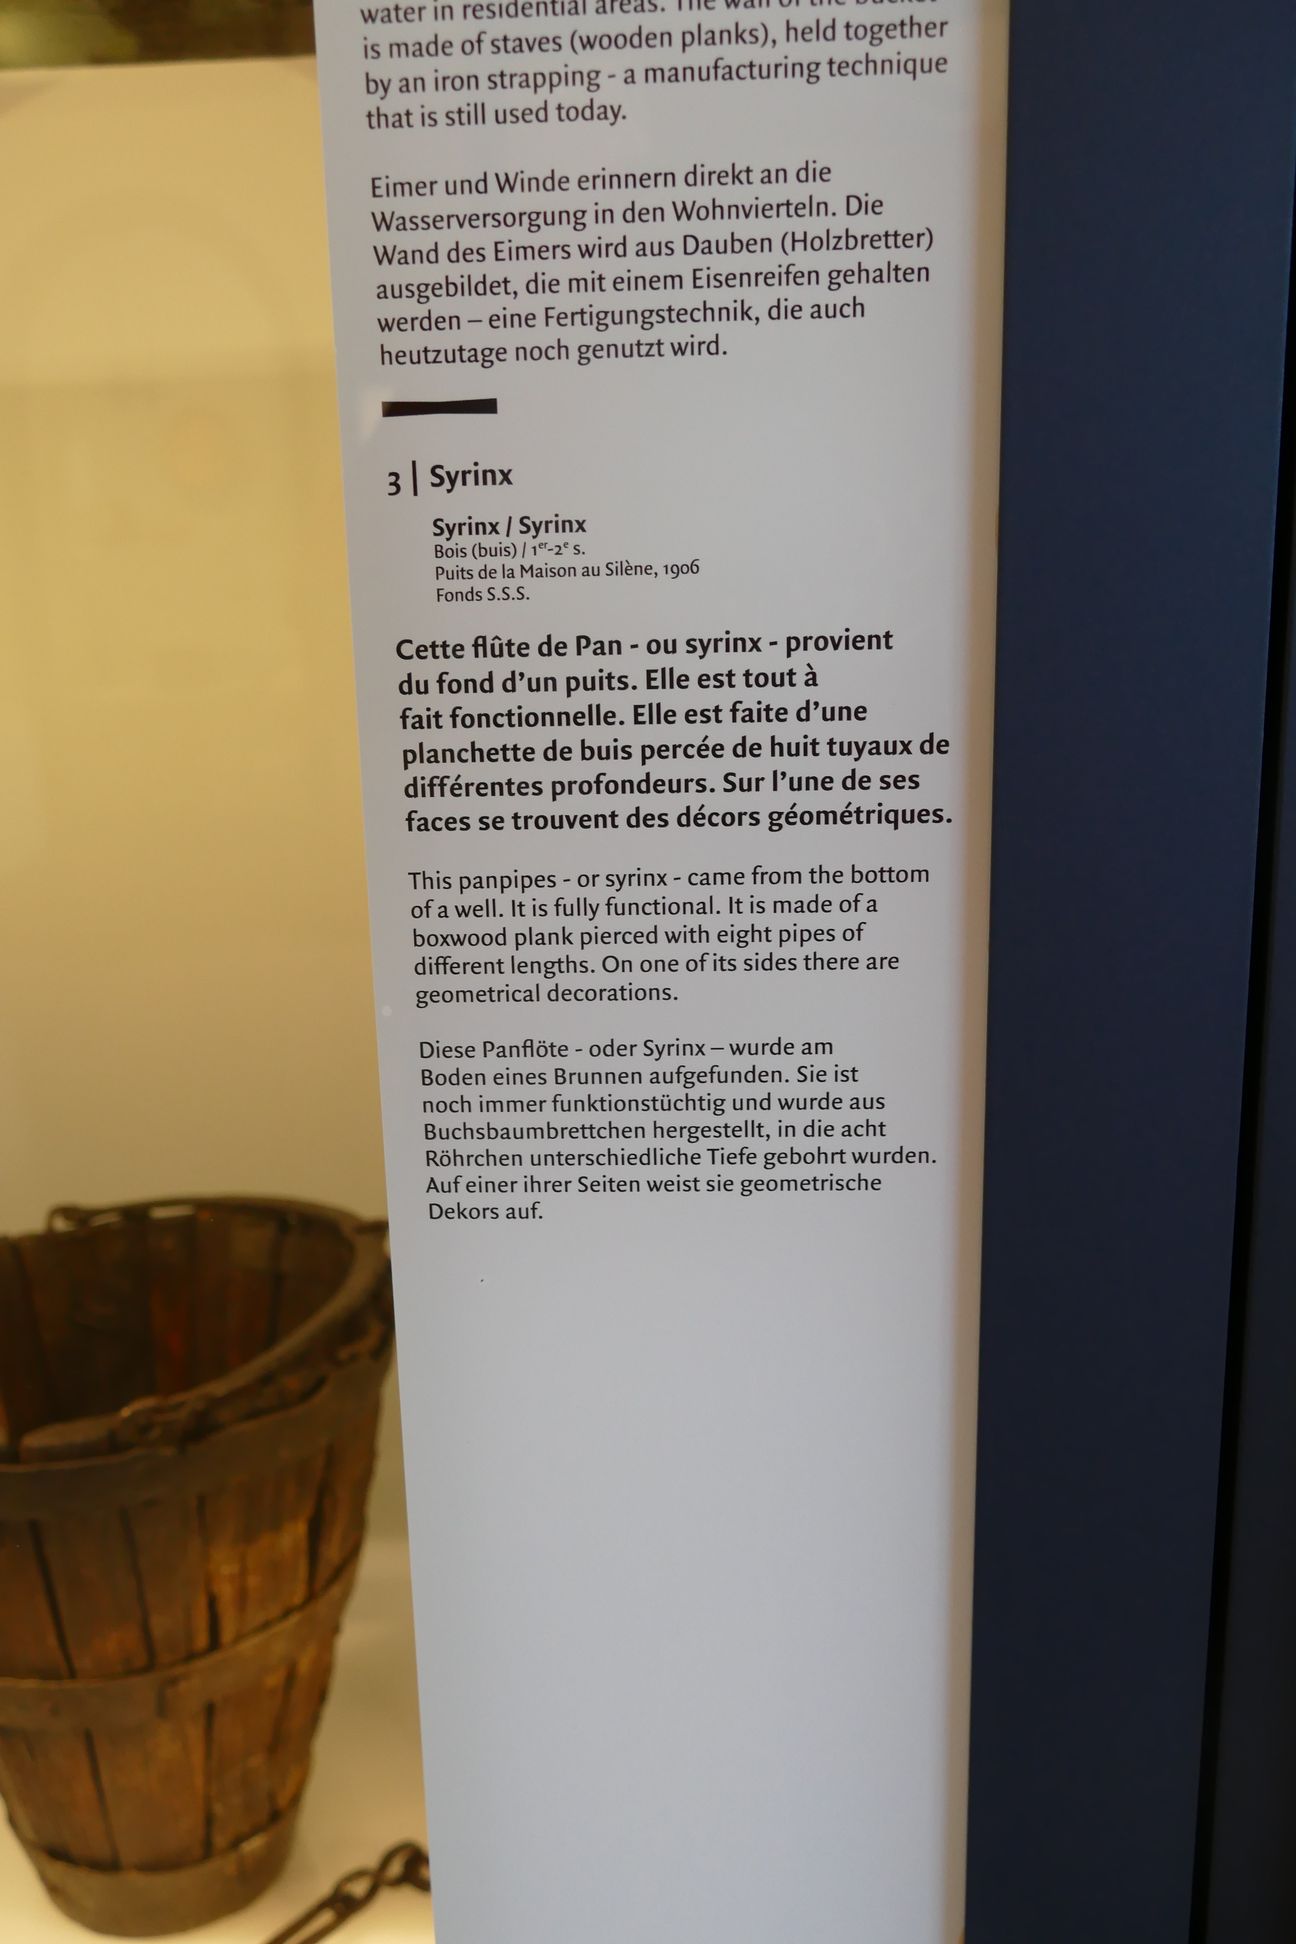 water in residential areas. The wall of the bucket
is made of staves (wooden planks), held together
by an iron strapping - a manufacturing technique
that is still used today.
Eimer und Winde erinnern direkt an die
Wasserversorgung in den Wohnvierteln. Die
Wand des Eimers wird aus Dauben (Holzbretter)
ausgebildet, die mit einem Eisenreifen gehalten
werden – eine Fertigungstechnik, die auch
heutzutage noch genutzt wird.
3 | Syrinx
Syrinx / Syrinx
Bois (buis) / 1er-2e s.
Puits de la Maison au Silène, 1906
Fonds S.S.S.
Cette flûte de Pan - ou syrinx - provient
du fond d’un puits. Elle est tout à
fait fonctionnelle. Elle est faite d’une
planchette de buis percée de huit tuyaux de
différentes profondeurs. Sur l’une de ses
faces se trouvent des décors géométriques.
This panpipes - or syrinx - came from the bottom
of a well. It is fully functional. It is made of a
boxwood plank pierced with eight pipes of
different lengths. On one of its sides there are
geometrical decorations.
Diese Panflöte - oder Syrinx – wurde am
Boden eines Brunnen aufgefunden. Sie ist
noch immer funktionstüchtig und wurde aus
Buchsbaumbrettchen hergestellt, in die acht
Röhrchen unterschiedliche Tiefe gebohrt wurden.
Auf einer ihrer Seiten weist sie geometrische
Dekors auf.